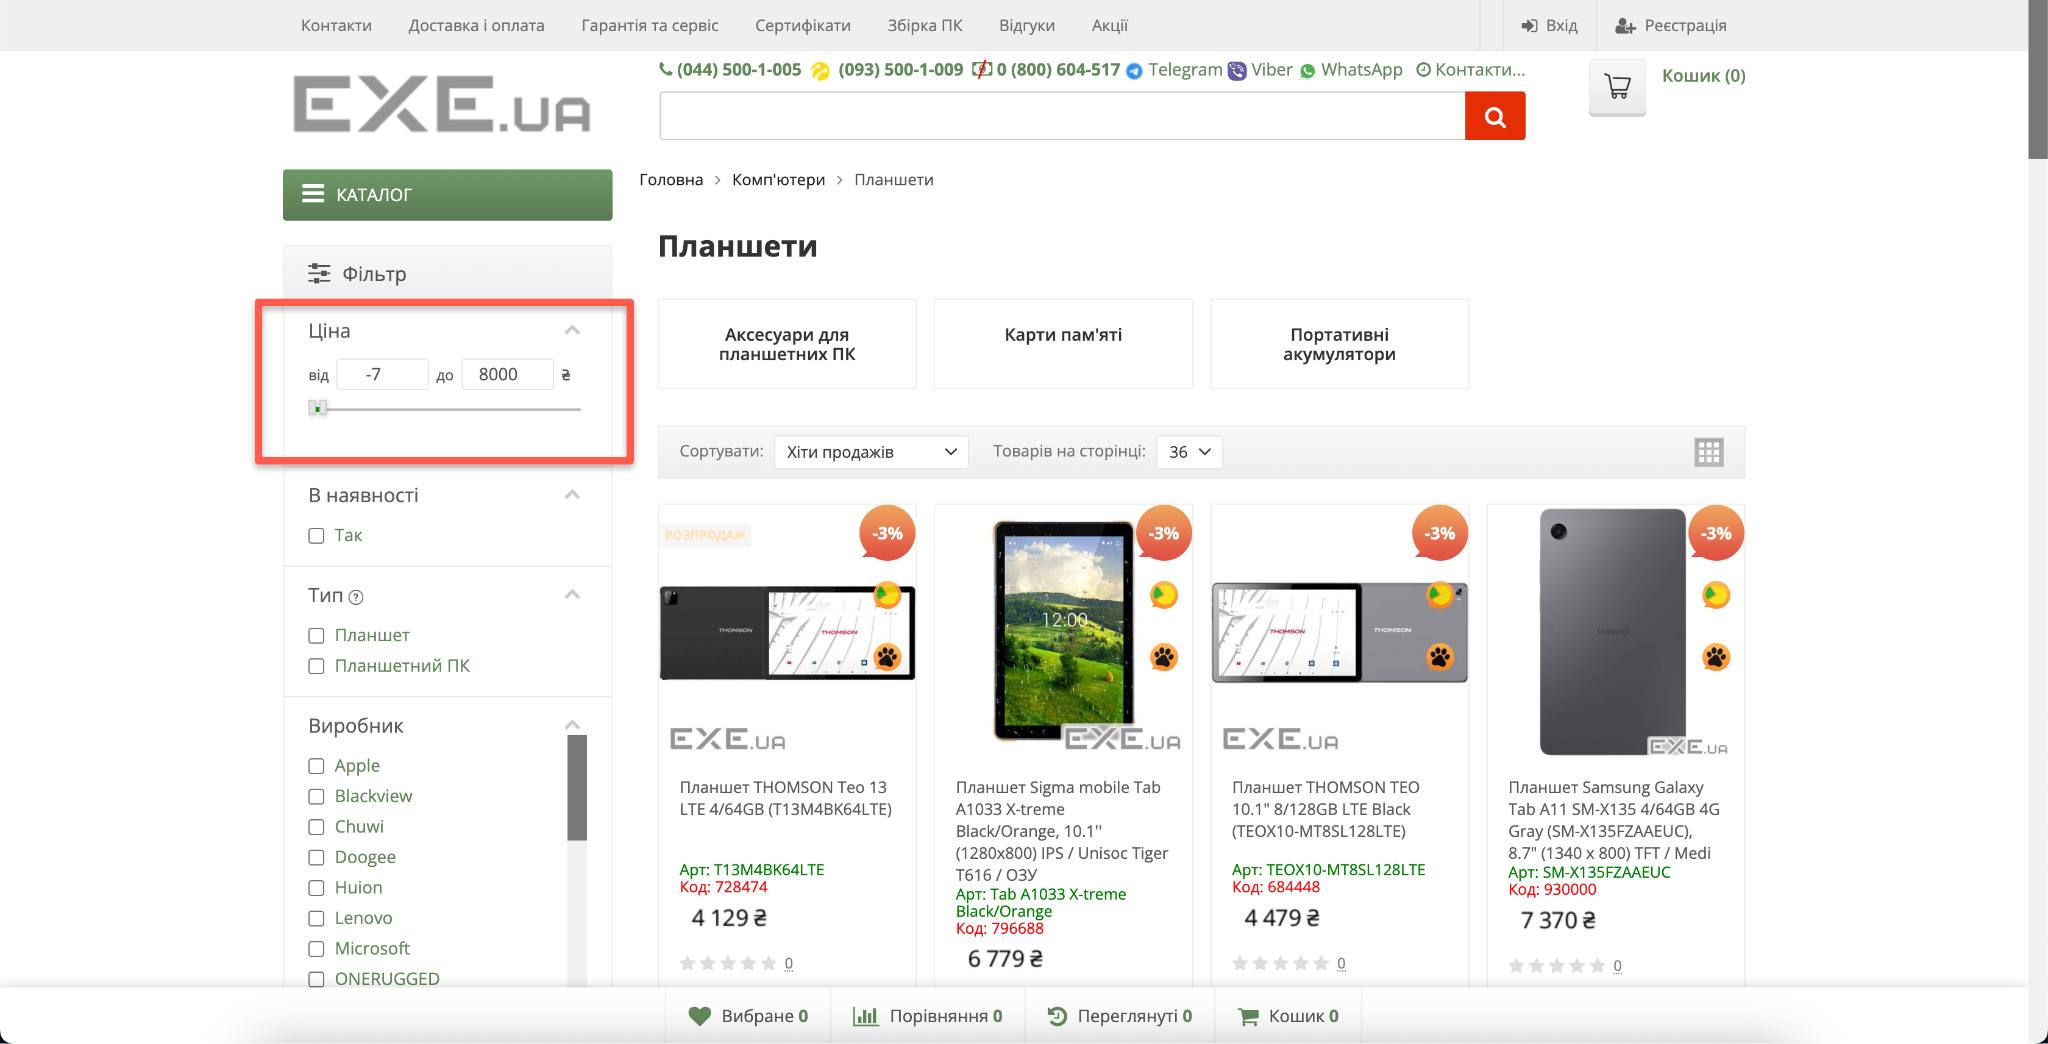 Контакти Доставка і оплата Гарантія та сервіс Сертифікати Збірка ПК Відгуки Акції Вхід Реєстрація
(044) 500-1-005 (093) 500-1-009 0 (800) 604-517 Telegram Viber WhatsApp Контакти...
EXE.UA
Кошик (0)
КАТАЛОГ
Головна > Комп'ютери > Планшети
Планшети
Фільтр
Ціна
від -7 до 8000 ₴
В наявності
Так
Тип ?
Планшет
Планшетний ПК
Виробник
Apple
Blackview
Chuwi
Doogee
Huion
Lenovo
Microsoft
ONERUGGED
Аксесуари для
планшетних ПК
Карти пам'яті
Портативні
акумулятори
Сортувати: Хіти продажів Товарів на сторінці: 36
РОЗПРОДАЖ
-3%
THOMSON
THOMSON
EXE.UA
Планшет THOMSON Teo 13
LTE 4/64GB (T13M4BK64LTE)
Арт: T13M4BK64LTE
Код: 728474
4 129 ₴
0
-3%
12:00
EXE.UA
Планшет Sigma mobile Tab
A1033 X-treme
Black/Orange, 10.1''
(1280x800) IPS / Unisoc Tiger
T616 / ОЗУ
Арт: Tab A1033 X-treme
Black/Orange
Код: 796688
6 779 ₴
-3%
THOMSON
THOMSON
EXE.UA
Планшет THOMSON TEO
10.1" 8/128GB LTE Black
(TEOX10-MT8SL128LTE)
Арт: TEOX10-MT8SL128LTE
Код: 684448
4 479 ₴
0
-3%
SAMSUNG
EXE.UA
Планшет Samsung Galaxy
Tab A11 SM-X135 4/64GB 4G
Gray (SM-X135FZAAEUC),
8.7" (1340 x 800) TFT / Medi
Арт: SM-X135FZAAEUC
Код: 930000
7 370 ₴
0
Вибране 0 Порівняння 0 Переглянуті 0 Кошик 0